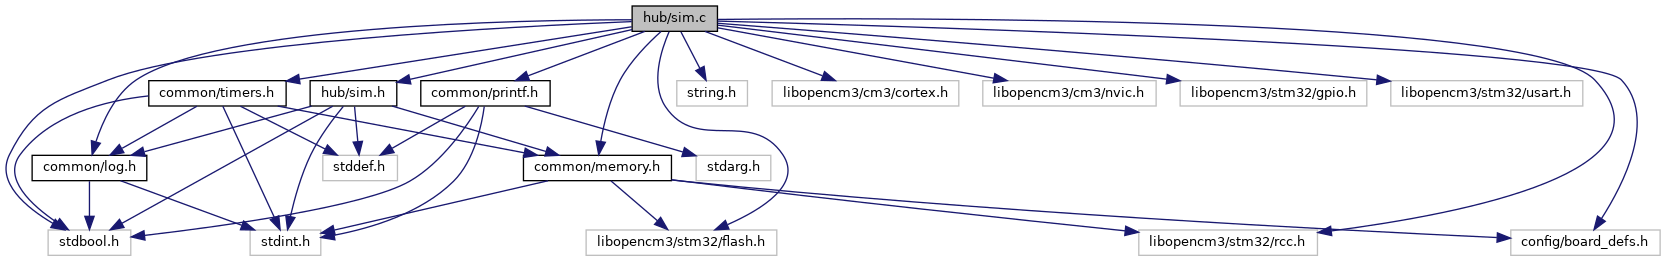 hub/sim.c
common/timers.h
hub/sim.h
common/printf.h
string.h
libopencm3/cm3/cortex.h
libopencm3/cm3/nvic.h
libopencm3/stm32/gpio.h
libopencm3/stm32/usart.h
common/log.h
stddef.h
common/memory.h
stdarg.h
stdbool.h
stdint.h
libopencm3/stm32/flash.h
libopencm3/stm32/rcc.h
config/board_defs.h